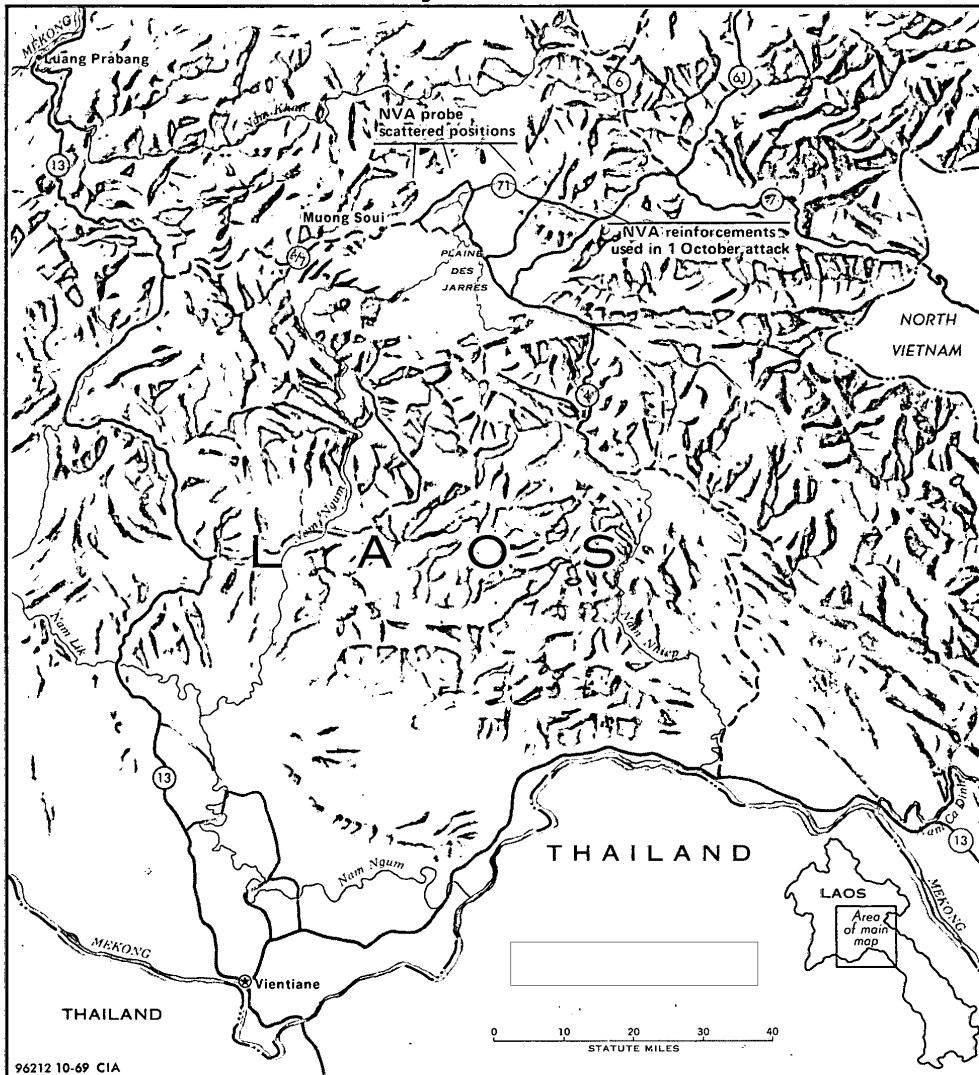 MEKONG
Luang Prabang
6
61
Nam Khan
NVA probe
scattered positions
13
71
7
Muong Soui
NVA reinforcements
used in 1 October attack
PLAINE
DES
JARRES
NORTH
VIETNAM
4
Nam Ngum
LAOS
Nam Lik
Nam Nhiep
13
THAILAND
Nam Ca Dinh
13
Nam Ngum
LAOS
Area
of main
map
MEKONG
MEKONG
Vientiane
THAILAND
0 10 20 30 40
STATUTE MILES
96212 10-69 CIA